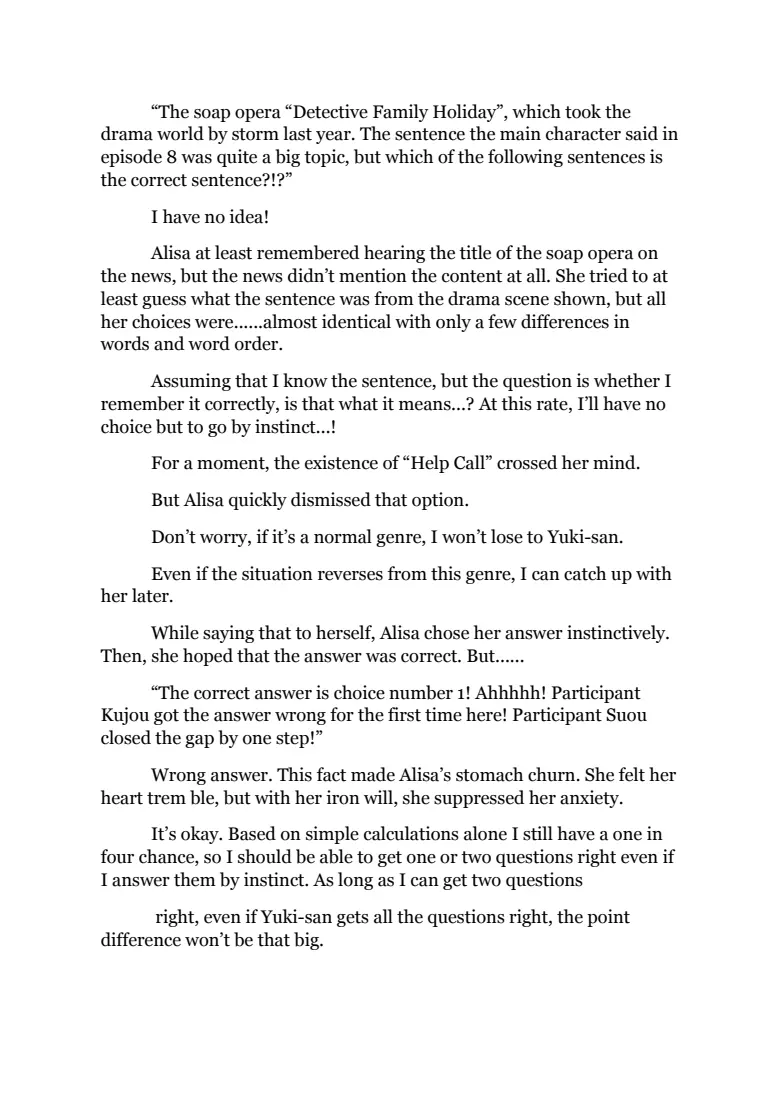 “The soap opera “Detective Family Holiday”, which took the
drama world by storm last year. The sentence the main character said in
episode 8 was quite a big topic, but which of the following sentences is
the correct sentence?!?”
I have no idea!
Alisa at least remembered hearing the title of the soap opera on
the news, but the news didn’t mention the content at all. She tried to at
least guess what the sentence was from the drama scene shown, but all
her choices were......almost identical with only a few differences in
words and word order.
Assuming that I know the sentence, but the question is whether I
remember it correctly, is that what it means...? At this rate, I’ll have no
choice but to go by instinct...!
For a moment, the existence of “Help Call” crossed her mind.
But Alisa quickly dismissed that option.
Don’t worry, if it’s a normal genre, I won’t lose to Yuki-san.
Even if the situation reverses from this genre, I can catch up with
her later.
While saying that to herself, Alisa chose her answer instinctively.
Then, she hoped that the answer was correct. But......
“The correct answer is choice number 1! Ahhhhh! Participant
Kujou got the answer wrong for the first time here! Participant Suou
closed the gap by one step!”
Wrong answer. This fact made Alisa’s stomach churn. She felt her
heart trem ble, but with her iron will, she suppressed her anxiety.
It’s okay. Based on simple calculations alone I still have a one in
four chance, so I should be able to get one or two questions right even if
I answer them by instinct. As long as I can get two questions
right, even if Yuki-san gets all the questions right, the point
difference won’t be that big.